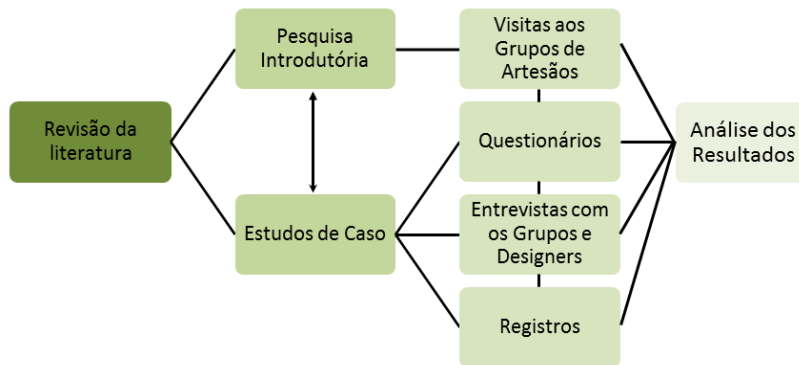 Revisão da
literatura
Pesquisa
Introdutória
Estudos de Caso
Visitas aos
Grupos de
Artesãos
Questionários
Entrevistas com
os Grupos e
Designers
Registros
Análise dos
Resultados